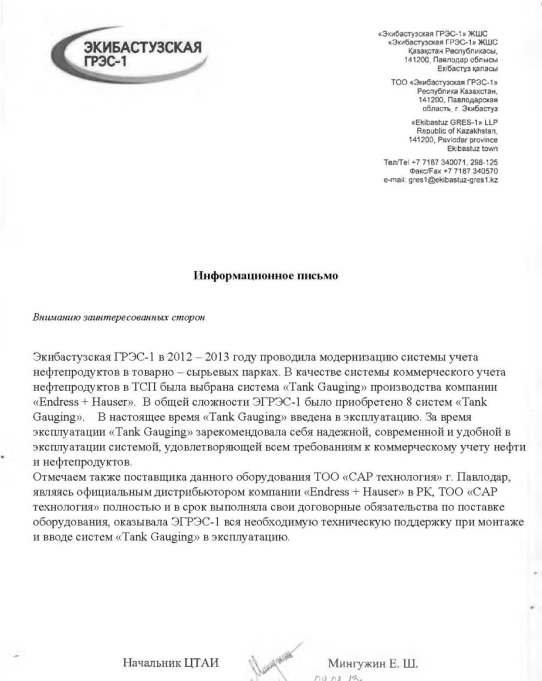 ЭКИБАСТУЗСКАЯ
ГРЭС-1
«Экибастузская ГРЭС-1» ЖШС
«Экибастузская ГРЭС-1» ЖШС
Қазақстан Республикасы,
141200, Павлодар облысы
Екібастұз қаласы
ТОО «Экибастузская ГРЭС-1»
Республика Казахстан,
141200, Павлодарская
область, г. Экибастуз
«Ekibastuz GRES-1» LLP
Republic of Kazakhstan,
141200, Pavlodar province
Ekibastuz town
Тел/Tel +7 7187 340071, 298-125
Факс/Fax +7 7187 340570
e-mail: gres1@ekibastuz-gres1.kz
Информационное письмо
Вниманию заинтересованных сторон
Экибастузская ГРЭС-1 в 2012 – 2013 году проводила модернизацию системы учета
нефтепродуктов в товарно – сырьевых парках. В качестве системы коммерческого учета
нефтепродуктов в ТСП была выбрана система «Tank Gauging» производства компании
«Endress + Hauser». В общей сложности ЭГРЭС-1 было приобретено 8 систем «Tank
Gauging». В настоящее время «Tank Gauging» введена в эксплуатацию. За время
эксплуатации «Tank Gauging» зарекомендовала себя надежной, современной и удобной в
эксплуатации системой, удовлетворяющей всем требованиям к коммерческому учету нефти
и нефтепродуктов.
Отмечаем также поставщика данного оборудования ТОО «САР технология» г. Павлодар,
являясь официальным дистрибьютором компании «Endress + Hauser» в РК, ТОО «САР
технология» полностью и в срок выполняла свои договорные обязательства по поставке
оборудования, оказывала ЭГРЭС-1 вся необходимую техническую поддержку при монтаже
и вводе систем «Tank Gauging» в эксплуатацию.
Начальник ЦТАИ
Мингужин Е. Ш.